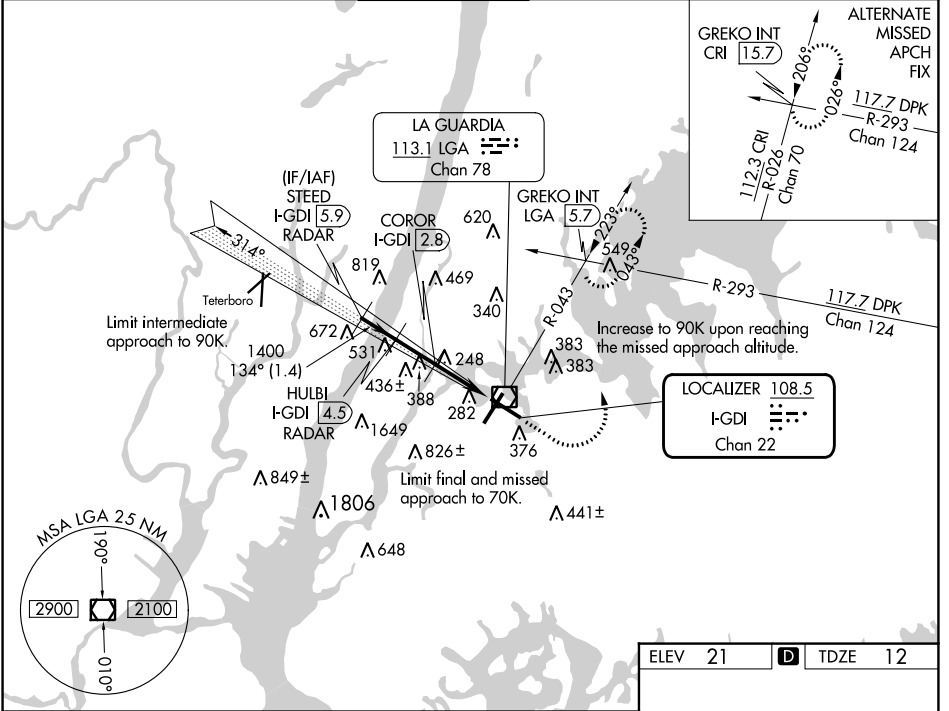 GREKO INT
CRI 15.7
ALTERNATE
MISSED
APCH
FIX
206°
026°
117.7 DPK
R-293
Chan 124
112.3 CRI
R-026
Chan 70
LA GUARDIA
113.1 LGA
Chan 78
(IF/IAF)
STEED
I-GDI 5.9
RADAR
COROR
I-GDI 2.8
GREKO INT
LGA 5.7
620
223°
549
043°
314°
819
469
Teterboro
340
R-043
R-293
117.7 DPK
Chan 124
Limit intermediate
approach to 90K.
672
Increase to 90K upon reaching
the missed approach altitude.
1400
134° (1.4)
531
248
383
383
436±
388
HULBI
I-GDI 4.5
RADAR
282
LOCALIZER 108.5
I-GDI
Chan 22
1649
376
826±
849±
Limit final and missed
approach to 70K.
1806
441±
648
MSA LGA 25 NM
190°
2900
2100
010°
ELEV 21
D
TDZE 12